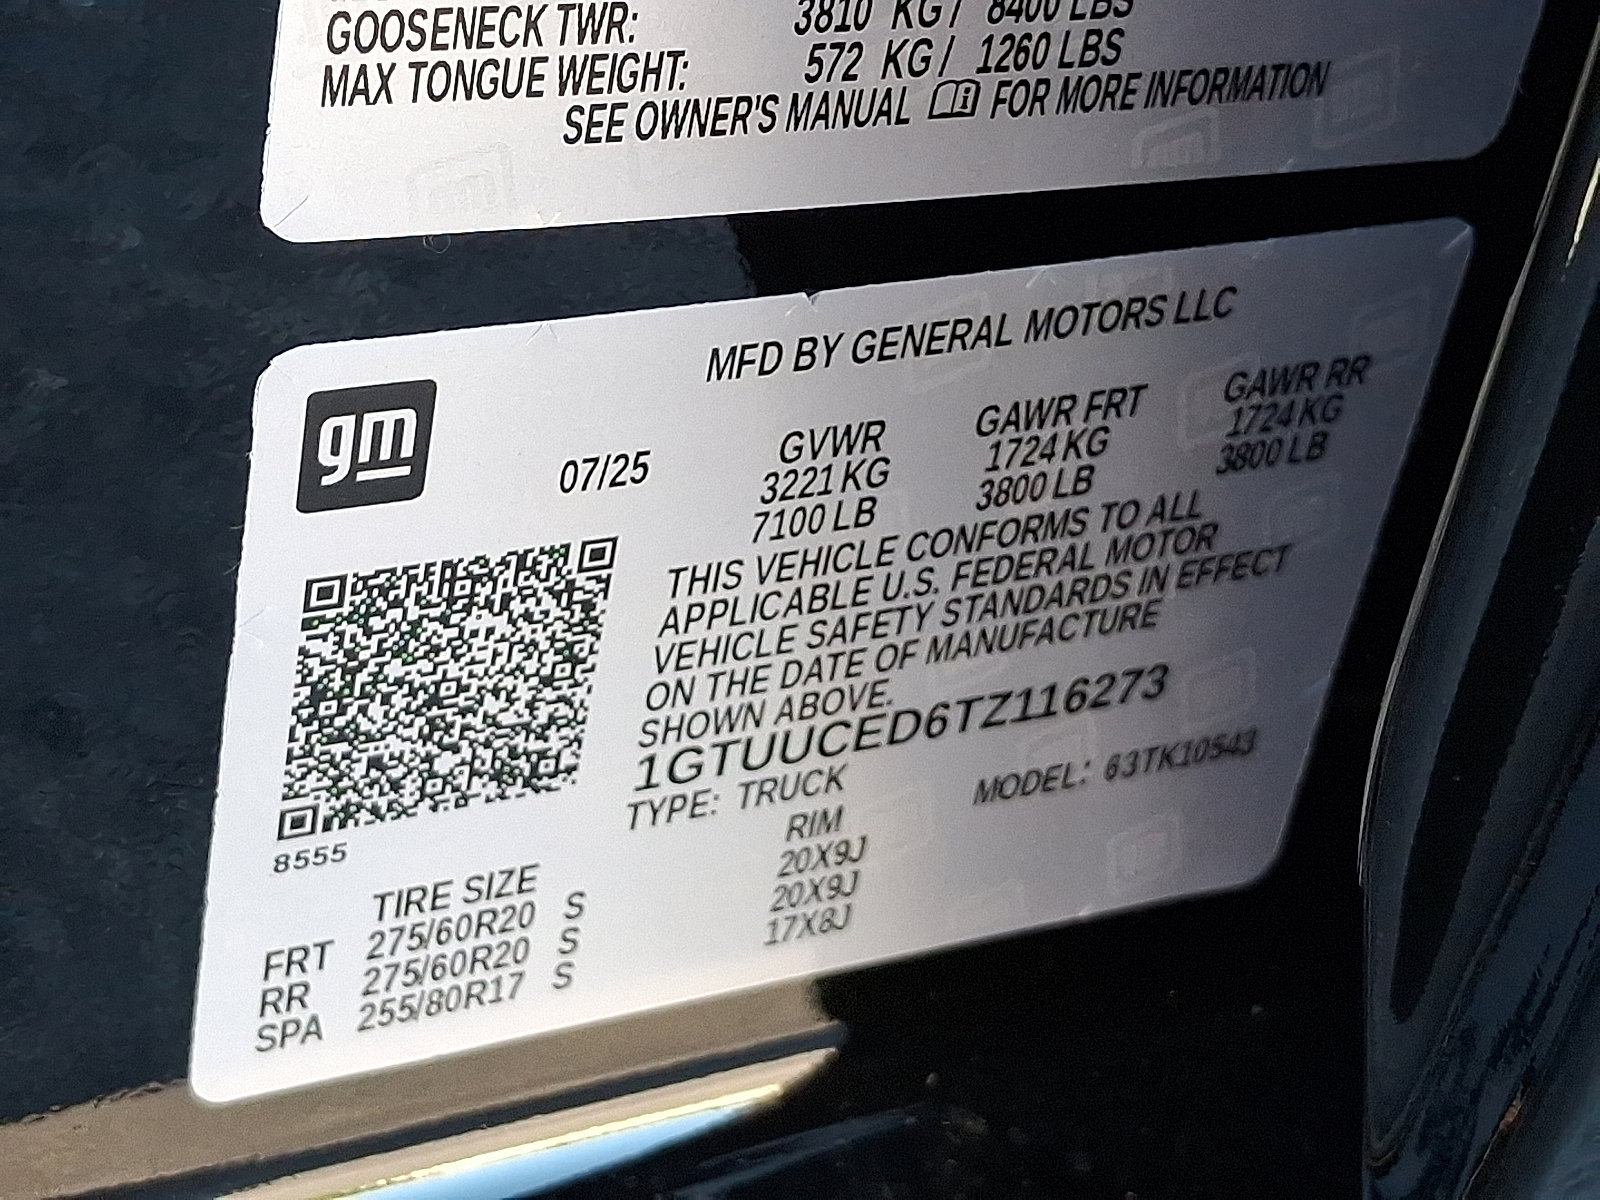 GOOSENECK TWR: 3810 KG / 8400 LBS
MAX TONGUE WEIGHT: 572 KG / 1260 LBS
SEE OWNER'S MANUAL FOR MORE INFORMATION
MFD BY GENERAL MOTORS LLC
gm
07/25
GVWR GAWR FRT GAWR RR
3221 KG 1724 KG 1724 KG
7100 LB 3800 LB 3800 LB
THIS VEHICLE CONFORMS TO ALL
APPLICABLE U.S. FEDERAL MOTOR
VEHICLE SAFETY STANDARDS IN EFFECT
ON THE DATE OF MANUFACTURE
SHOWN ABOVE.
1GTUUCED6TZ116273
TYPE: TRUCK MODEL: 63TK10543
8555
TIRE SIZE RIM
FRT 275/60R20 S 20X9J
RR 275/60R20 S 20X9J
SPA 255/80R17 S 17X8J